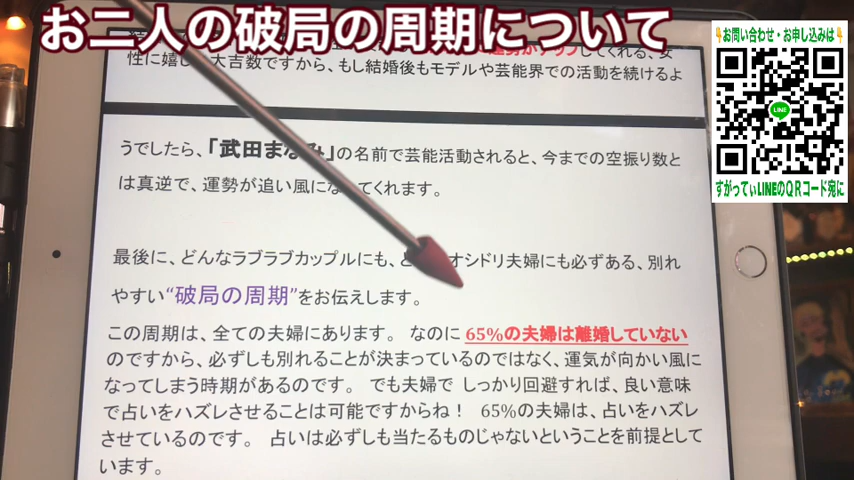 お二人の破局の周期について
👇お問い合わせ・お申し込みは👇
LINE
すがってぃLINEのQRコード宛に
してくれる、女
性に嬉し 大吉数ですから、もし結婚後もモデルや芸能界での活動を続けるよ
うでしたら、「武田まなみ」の名前で芸能活動されると、今までの空振り数と
は真逆で、運勢が追い風に てくれます。
最後に、どんなラブラブカップルにも、ど オシドリ夫婦にも必ずある、別れ
やすい“破局の周期”をお伝えします。
この周期は、全ての夫婦にあります。 なのに 65%の夫婦は離婚していない
のですから、必ずしも別れることが決まっているのではなく、運気が向かい風に
なってしまう時期があるのです。 でも夫婦で しっかり回避すれば、良い意味
で占いをハズレさせることは可能ですからね! 65%の夫婦は、占いをハズレ
させているのです。 占いは必ずしも当たるものじゃないということを前提として
います。